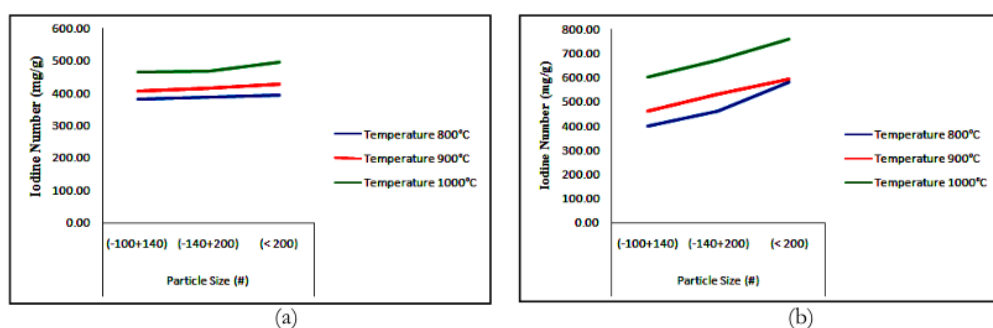 600.00
500.00
400.00
300.00
200.00
100.00
0.00
Iodine Number (mg/g)
(-100+140) (-140+200) (< 200)
Particle Size (#)
Temperature 800°C
Temperature 900°C
Temperature 1000°C
(a)
800.00
700.00
600.00
500.00
400.00
300.00
200.00
100.00
0.00
Iodine Number (mg/g)
(-100+140) (-140+200) (< 200)
Particle Size (#)
Temperature 800°C
Temperature 900°C
Temperature 1000°C
(b)